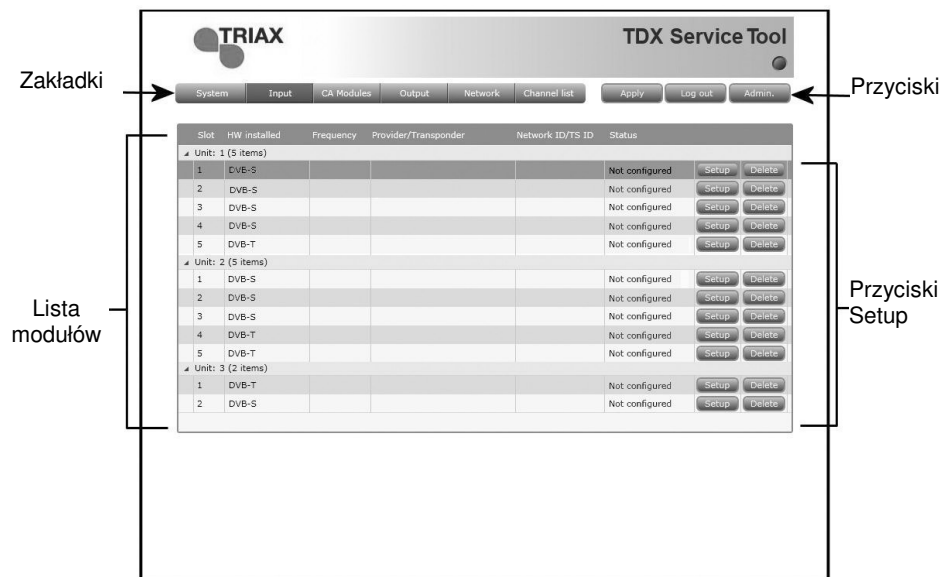 TRIAX
TDX Service Tool
Zakładki
System Input CA Modules Output Network Channel list Apply Log out Admin.
Przyciski
Slot HW installed Frequency Provider/Transponder Network ID/TS ID Status
Unit: 1 (5 items)
1 DVB-S Not configured Setup Delete
2 DVB-S Not configured Setup Delete
3 DVB-S Not configured Setup Delete
4 DVB-S Not configured Setup Delete
5 DVB-T Not configured Setup Delete
Unit: 2 (5 items)
1 DVB-S Not configured Setup Delete
2 DVB-S Not configured Setup Delete
3 DVB-S Not configured Setup Delete
4 DVB-T Not configured Setup Delete
5 DVB-T Not configured Setup Delete
Unit: 3 (2 items)
1 DVB-T Not configured Setup Delete
2 DVB-S Not configured Setup Delete
Lista
modułów
Przyciski
Setup